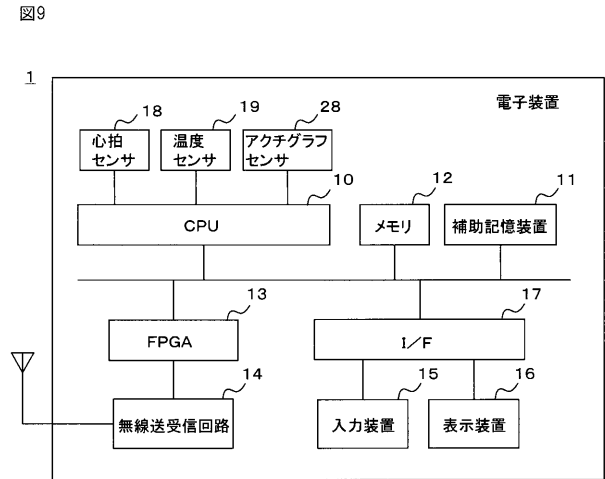 図9
1
電子装置
18
19
28
心拍
センサ
温度
センサ
アクチグラフ
センサ
10
12
11
CPU
メモリ
補助記憶装置
13
17
FPGA
I/F
14
15
16
無線送受信回路
入力装置
表示装置